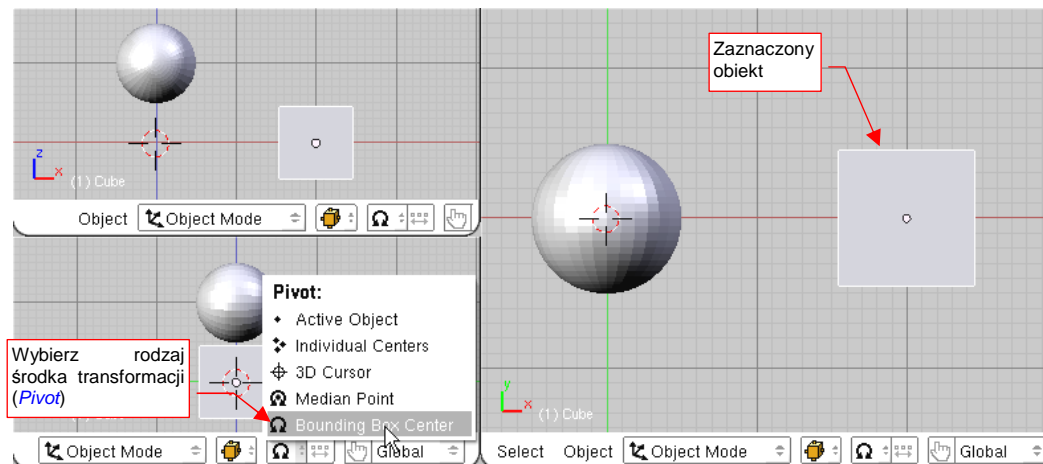 z
x
(1) Cube
Object Object Mode
Wybierz rodzaj
środka transformacji
(Pivot)
Pivot:
Active Object
Individual Centers
3D Cursor
Median Point
Bounding Box Center
Object Mode Global
Zaznaczony
obiekt
y
x
(1) Cube
Select Object Object Mode Global